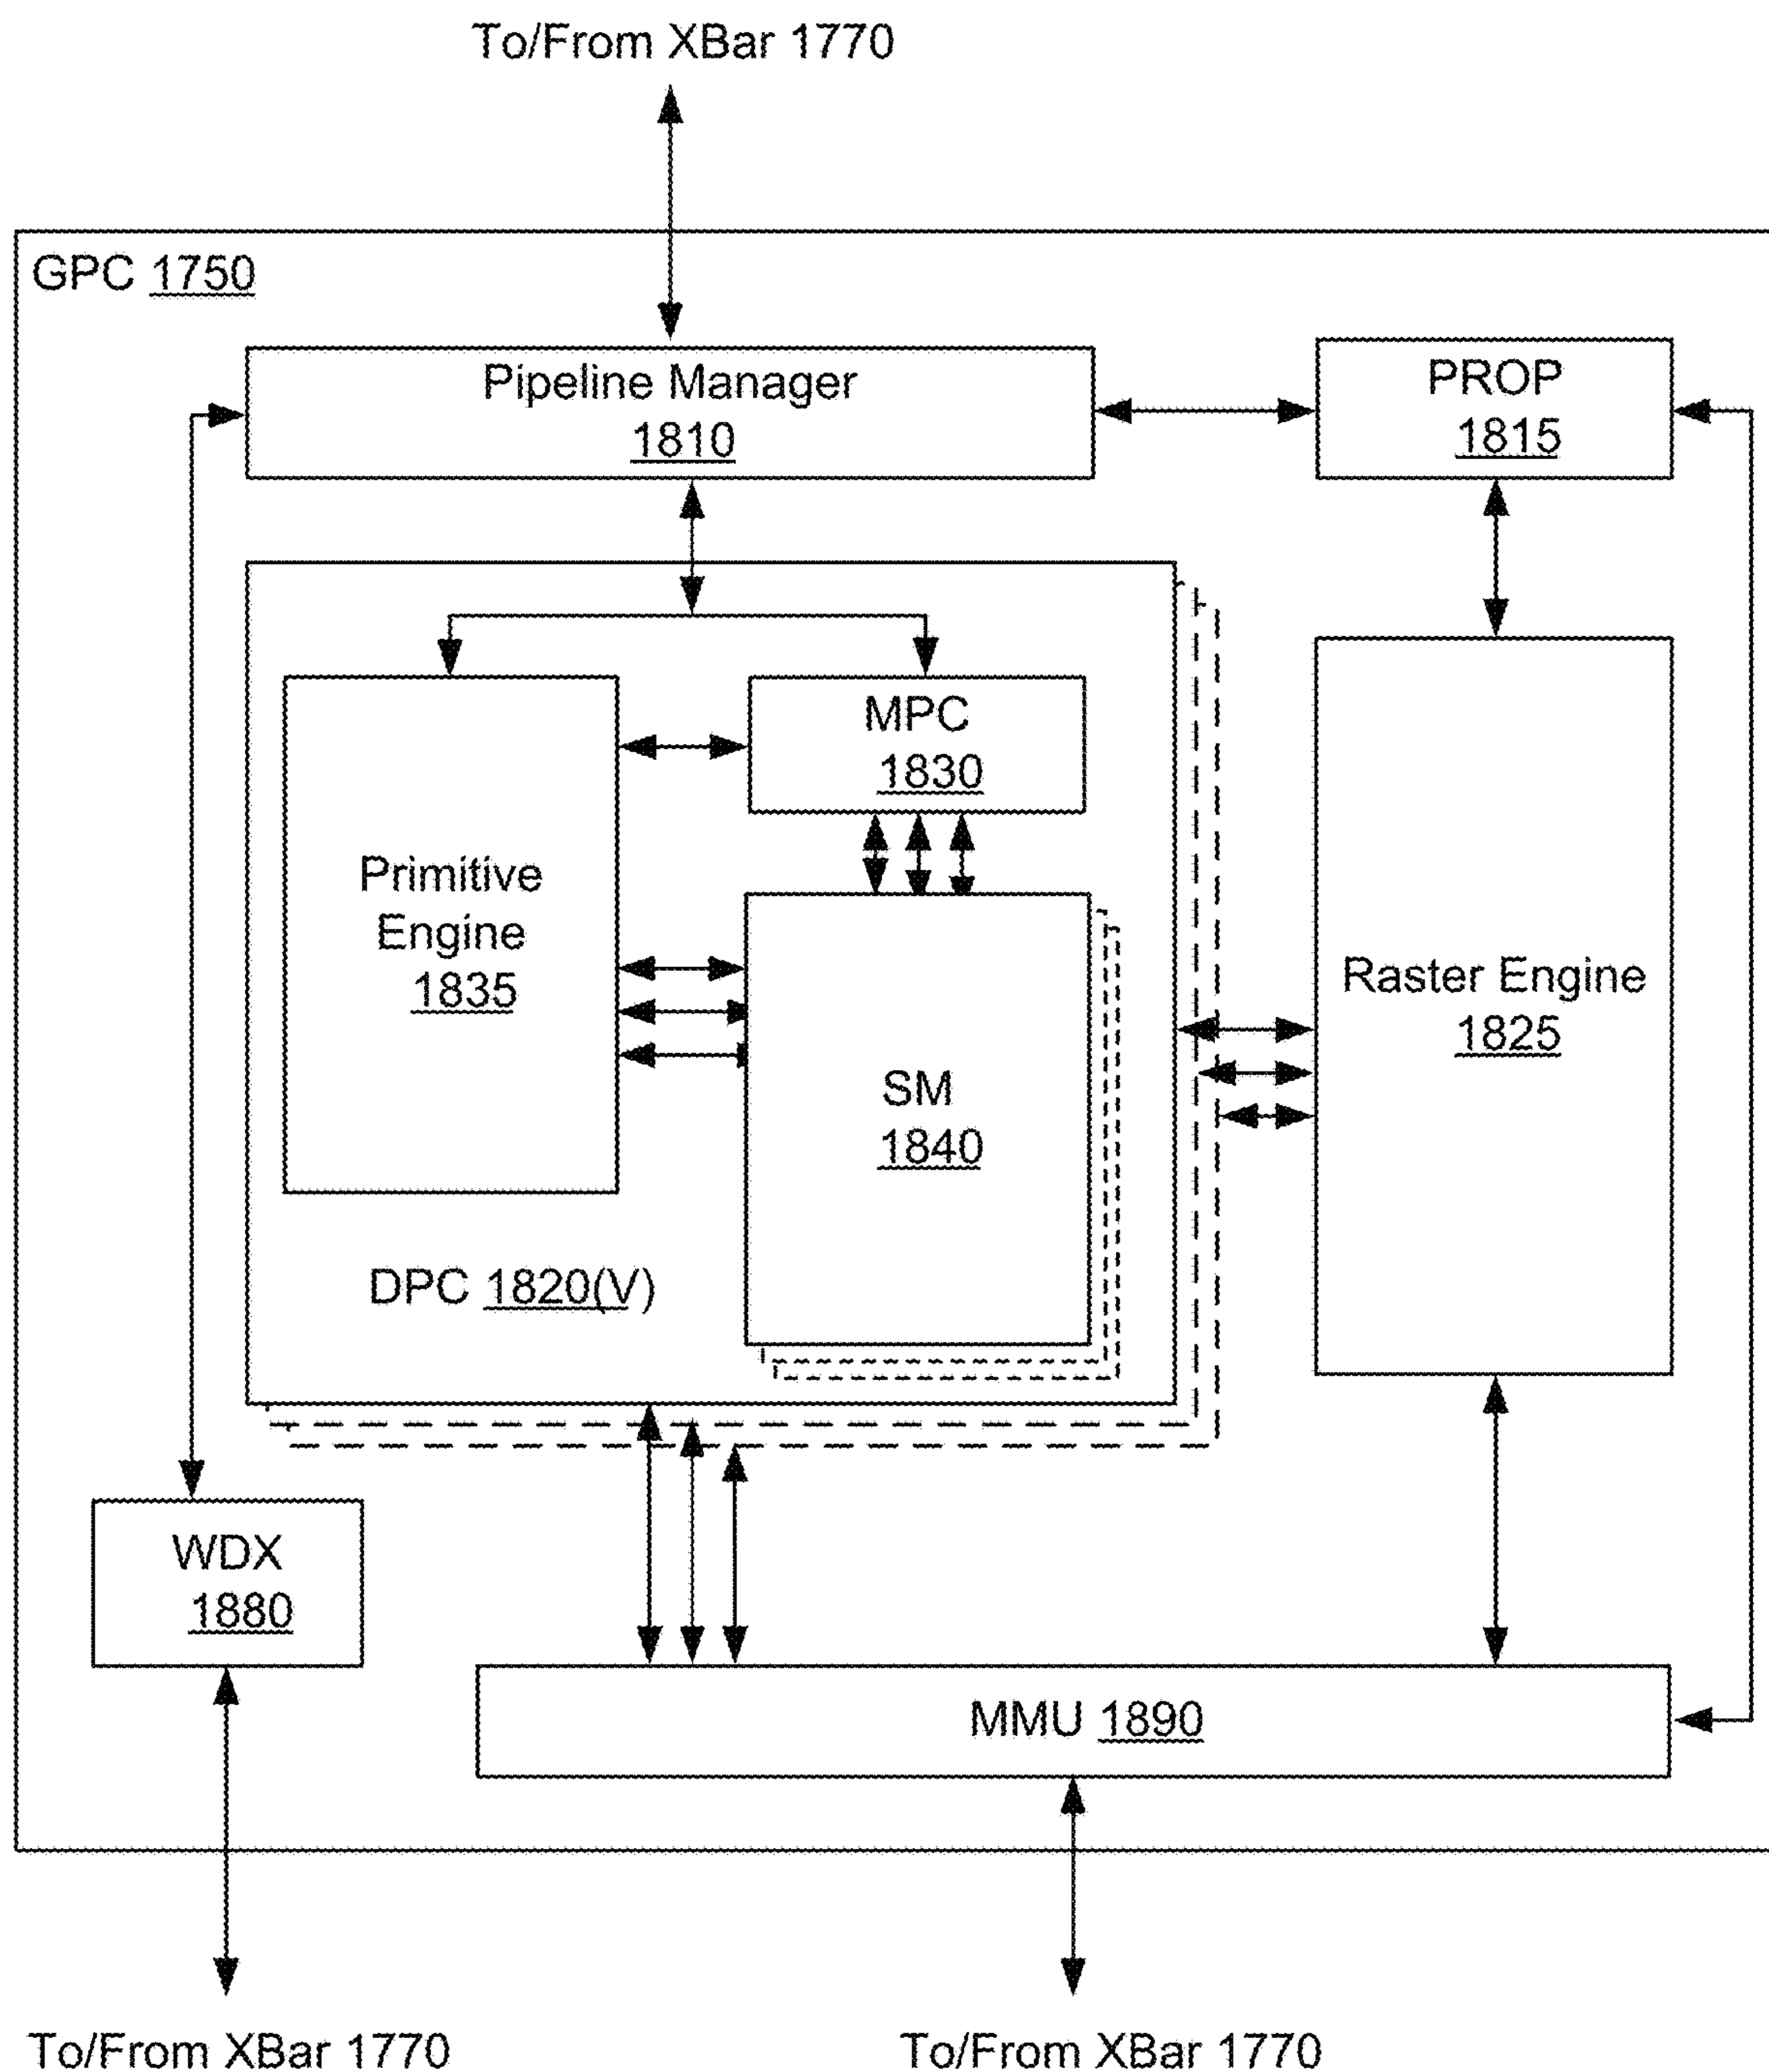 To/From XBar 1770
GPC 1750
Pipeline Manager
1810
PROP
1815
MPC
1830
Primitive
Engine
1835
Raster Engine
1825
SM
1840
DPC 1820(V)
WDX
1880
MMU 1890
To/From XBar 1770
To/From XBar 1770